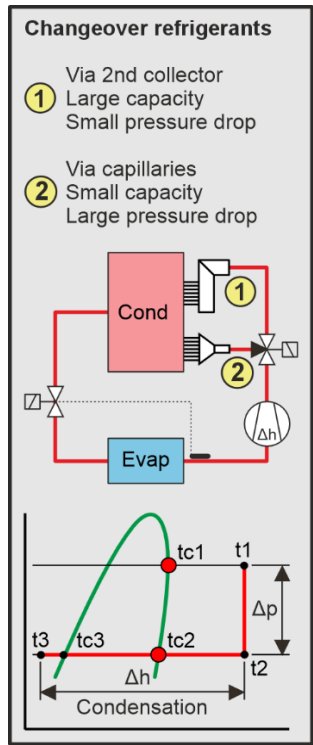 Changeover refrigerants
1
Via 2nd collector
Large capacity
Small pressure drop
2
Via capillaries
Small capacity
Large pressure drop
Cond
1
2
Δh
Evap
tc1
t1
Δp
t3
tc3
tc2
t2
Δh
Condensation